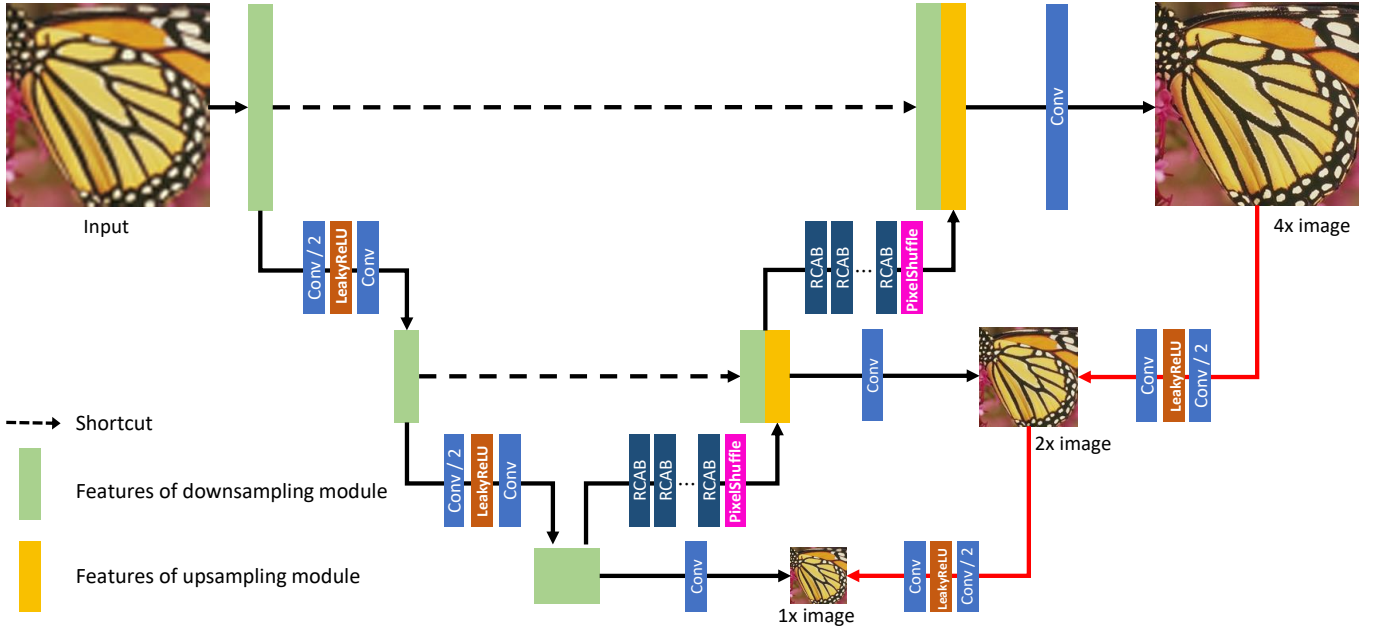 Input
Conv
4x image
Conv / 2
LeakyReLU
Conv
RCAB
RCAB
...
RCAB
PixelShuffle
Conv
2x image
Conv
LeakyReLU
Conv / 2
Shortcut
Features of downsampling module
Features of upsampling module
Conv / 2
LeakyReLU
Conv
RCAB
RCAB
...
RCAB
PixelShuffle
Conv
1x image
Conv
LeakyReLU
Conv / 2